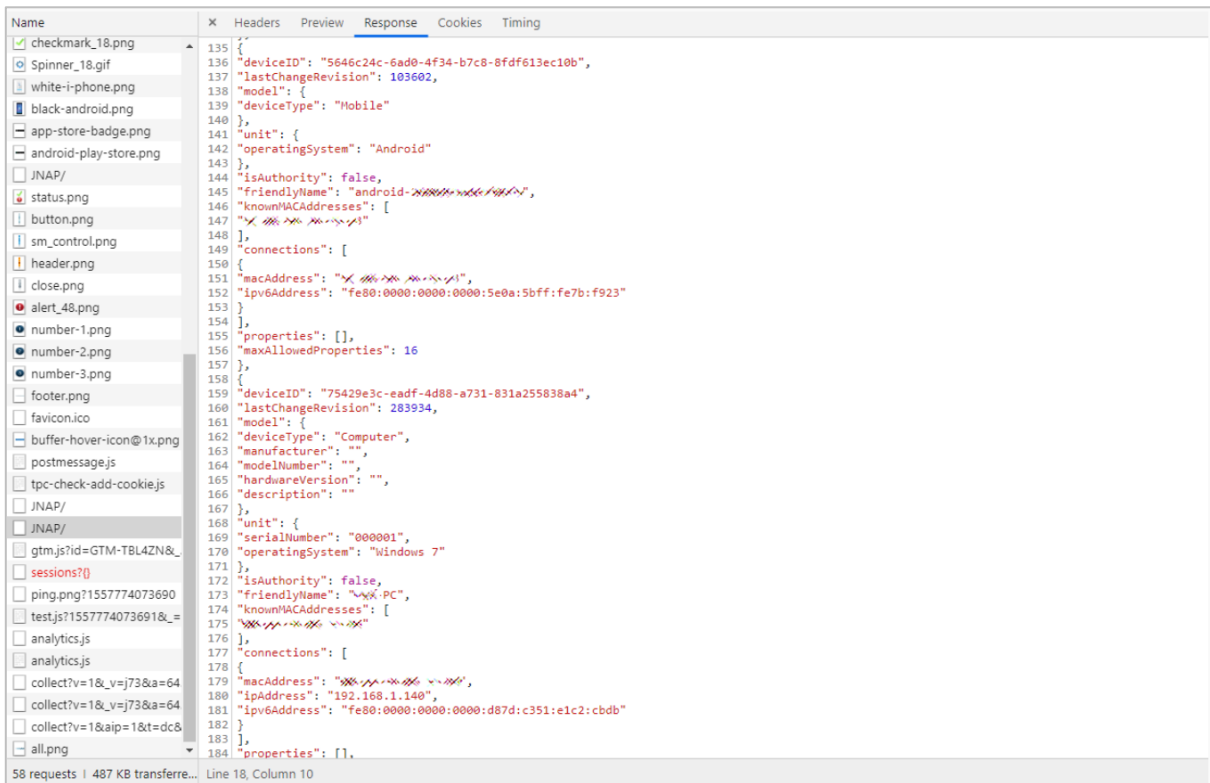 Name
checkmark_18.png
Spinner_18.gif
white-i-phone.png
black-android.png
app-store-badge.png
android-play-store.png
JNAP/
status.png
button.png
sm_control.png
header.png
close.png
alert_48.png
number-1.png
number-2.png
number-3.png
footer.png
favicon.ico
buffer-hover-icon@1x.png
postmessage.js
tpc-check-add-cookie.js
JNAP/
JNAP/
gtm.js?id=GTM-TBL4ZN&_.
sessions?{}
ping.png?1557774073690
test.js?1557774073691&_=
analytics.js
analytics.js
collect?v=1&_v=j73&a=64
collect?v=1&_v=j73&a=64
collect?v=1&aip=1&t=dc&
all.png
58 requests | 487 KB transferre...
× Headers Preview Response Cookies Timing
135 {
136 "deviceID": "5646c24c-6ad0-4f34-b7c8-8fdf613ec10b",
137 "lastChangeRevision": 103602,
138 "model": {
139 "deviceType": "Mobile"
140 },
141 "unit": {
142 "operatingSystem": "Android"
143 },
144 "isAuthority": false,
145 "friendlyName": "android-",
146 "knownMACAddresses": [
147 ""
148 ],
149 "connections": [
150 {
151 "macAddress": "",
152 "ipv6Address": "fe80:0000:0000:0000:5e0a:5bff:fe7b:f923"
153 }
154 ],
155 "properties": [],
156 "maxAllowedProperties": 16
157 },
158 {
159 "deviceID": "75429e3c-eadf-4d88-a731-831a255838a4",
160 "lastChangeRevision": 283934,
161 "model": {
162 "deviceType": "Computer",
163 "manufacturer": "",
164 "modelNumber": "",
165 "hardwareVersion": "",
166 "description": ""
167 },
168 "unit": {
169 "serialNumber": "000001",
170 "operatingSystem": "Windows 7"
171 },
172 "isAuthority": false,
173 "friendlyName": "-PC",
174 "knownMACAddresses": [
175 ""
176 ],
177 "connections": [
178 {
179 "macAddress": "",
180 "ipAddress": "192.168.1.140",
181 "ipv6Address": "fe80:0000:0000:0000:d87d:c351:e1c2:cbdb"
182 }
183 ],
184 "properties": [],
Line 18, Column 10